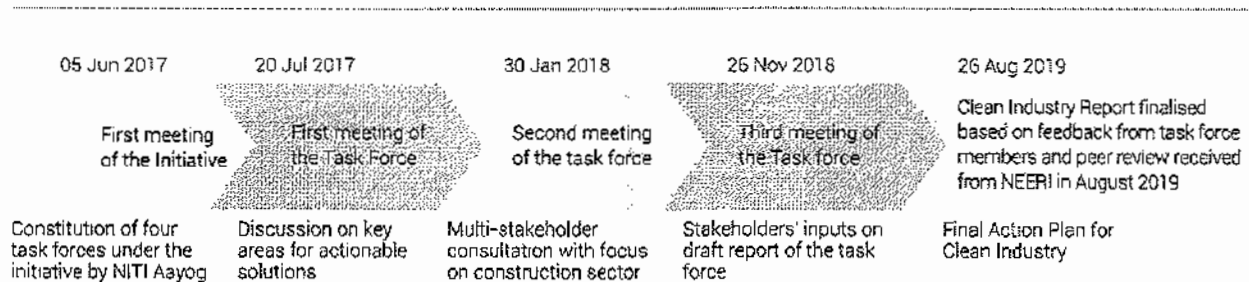 05 Jun 2017
20 Jul 2017
30 Jan 2018
26 Nov 2018
26 Aug 2019
First meeting
of the Initiative
First meeting of
the Task Force
Second meeting
of the task force
Third meeting of
the Task force
Clean Industry Report finalised
based on feedback from task force
members and peer review received
from NEERI in August 2019
Constitution of four
task forces under the
initiative by NITI Aayog
Discussion on key
areas for actionable
solutions
Multi-stakeholder
consultation with focus
on construction sector
Stakeholders' inputs on
draft report of the task
force
Final Action Plan for
Clean Industry